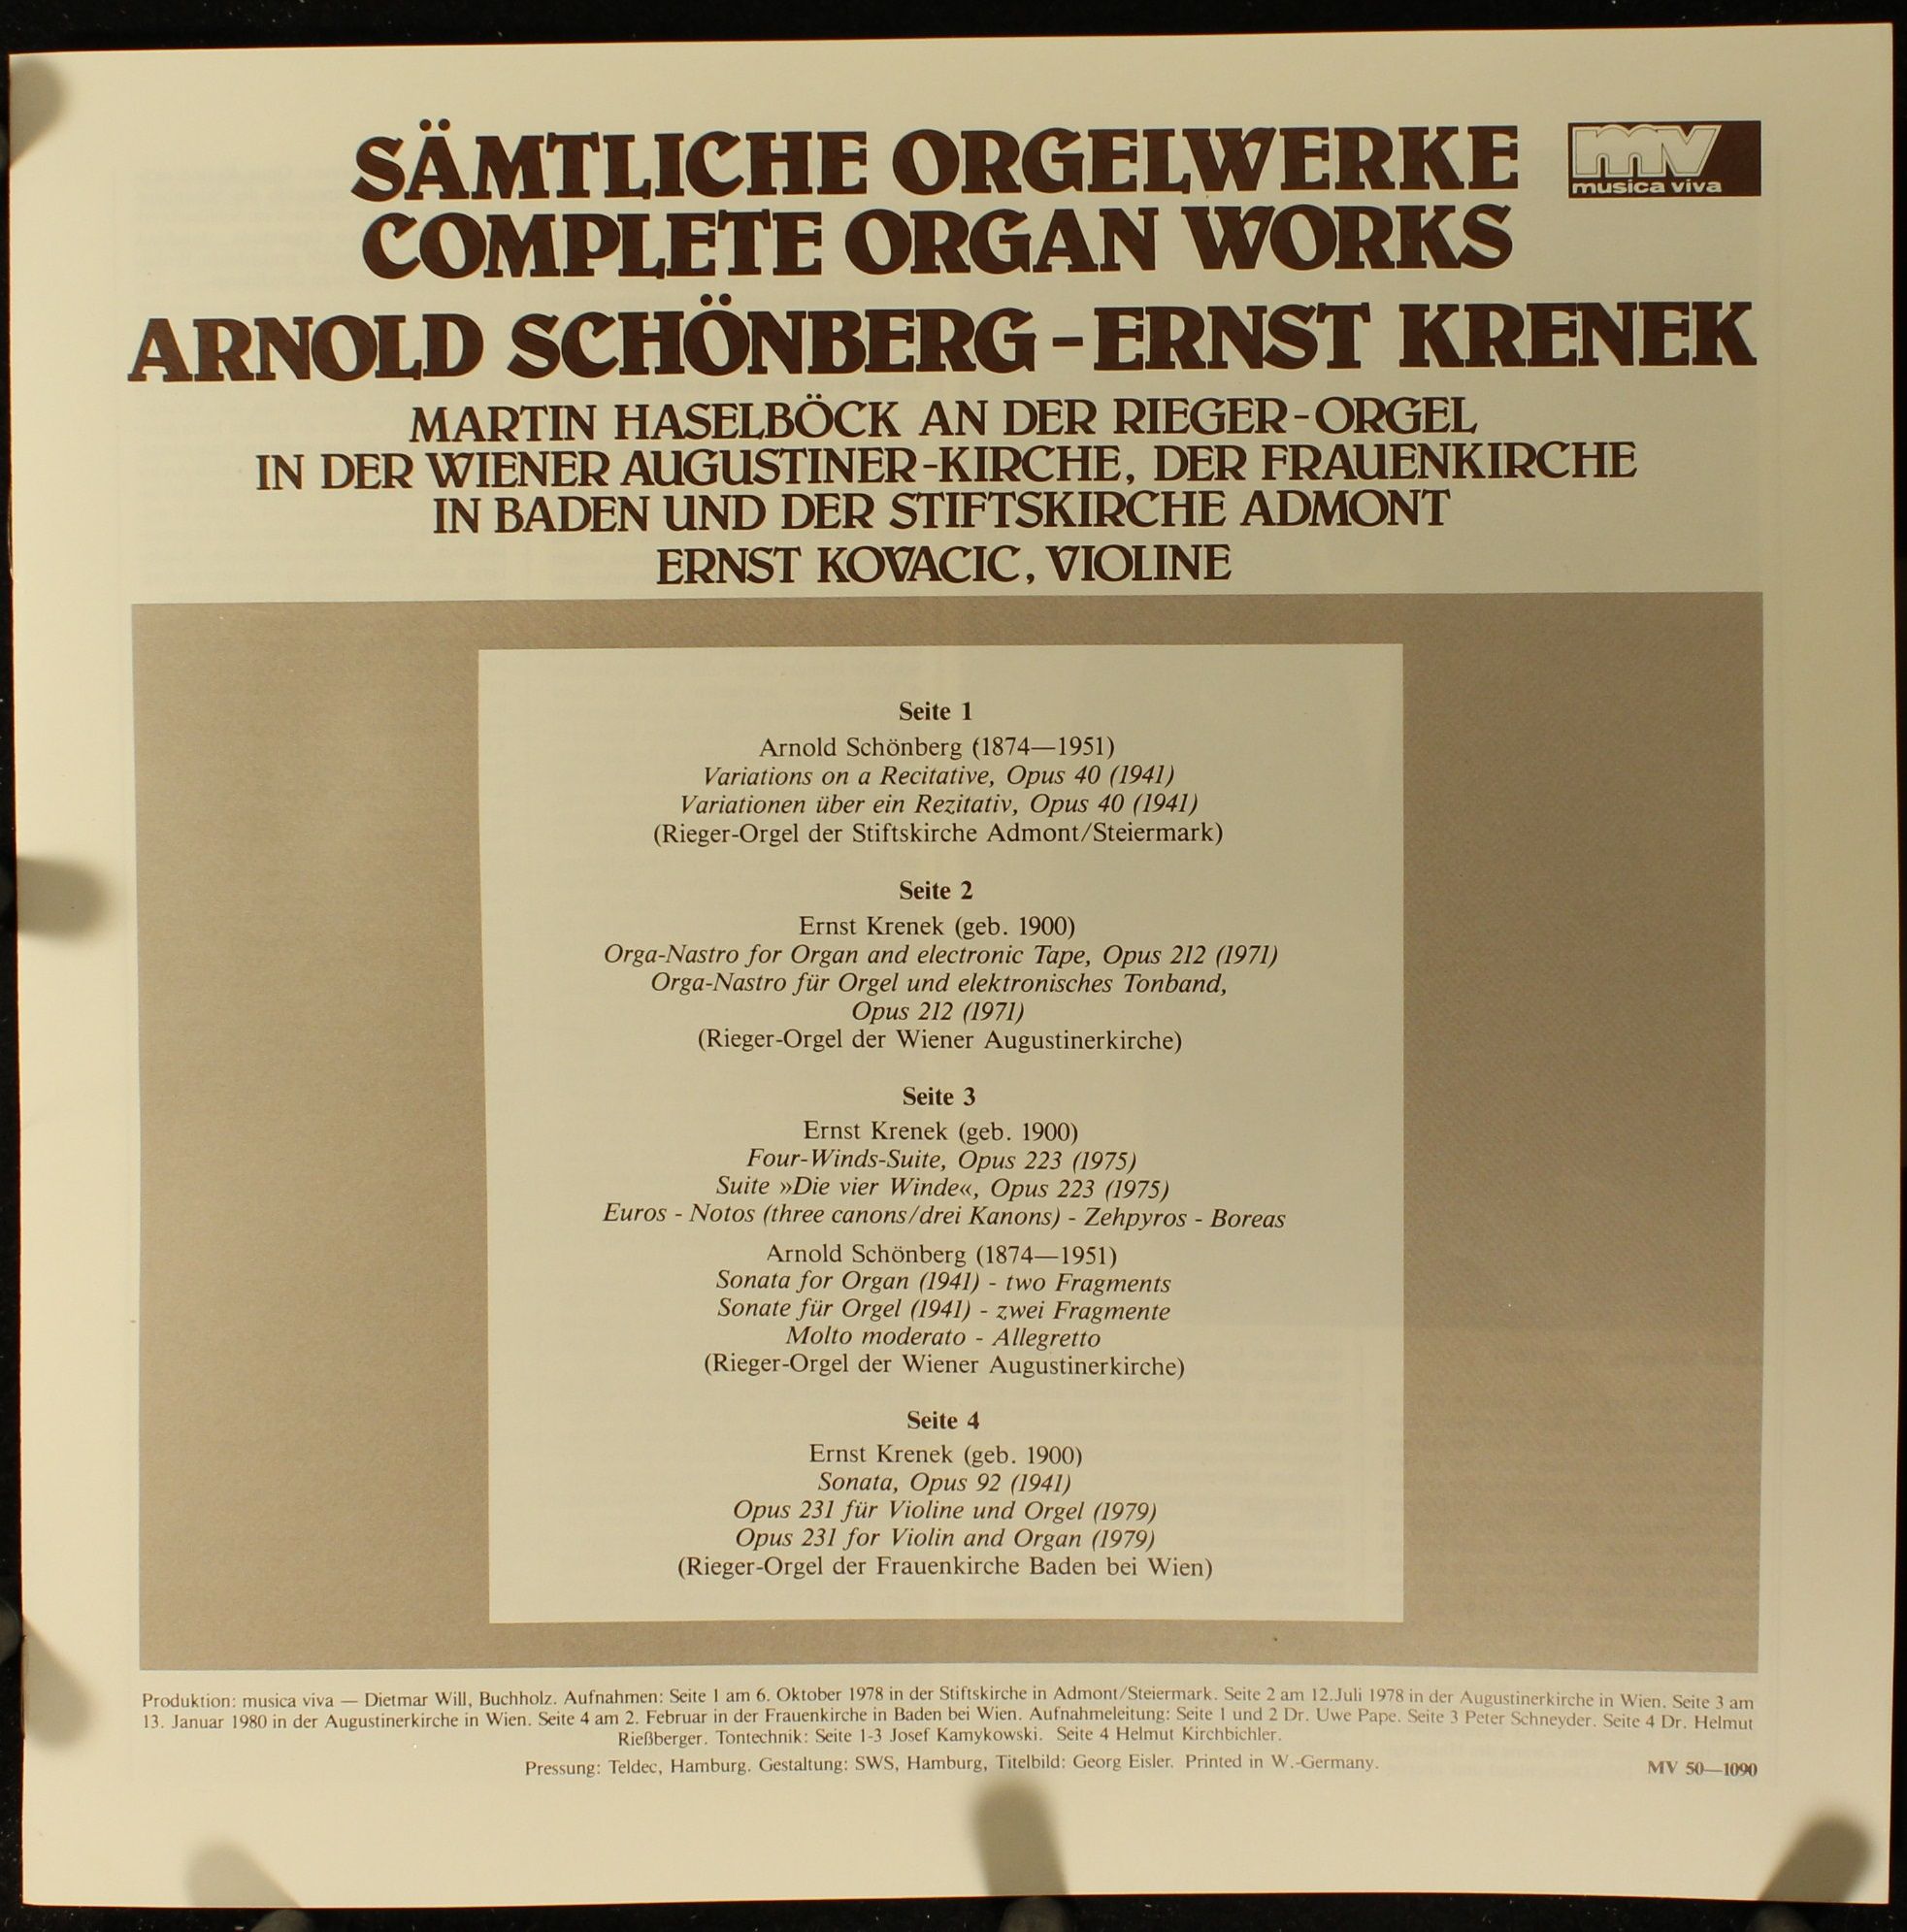 SÄMTLICHE ORGELWERKE
mv
musica viva
COMPLETE ORGAN WORKS
ARNOLD SCHÖNBERG-ERNST KRENEK
MARTIN HASELBÖCK AN DER RIEGER-ORGEL
IN DER WIENER AUGUSTINER-KIRCHE, DER FRAUENKIRCHE
IN BADEN UND DER STIFTSKIRCHE ADMONT
ERNST KOVACIC, VIOLINE
Seite 1
Arnold Schönberg (1874—1951)
Variations on a Recitative, Opus 40 (1941)
Variationen über ein Rezitativ, Opus 40 (1941)
(Rieger-Orgel der Stiftskirche Admont/Steiermark)
Seite 2
Ernst Krenek (geb. 1900)
Orga-Nastro for Organ and electronic Tape, Opus 212 (1971)
Orga-Nastro für Orgel und elektronisches Tonband,
Opus 212 (1971)
(Rieger-Orgel der Wiener Augustinerkirche)
Seite 3
Ernst Krenek (geb. 1900)
Four-Winds-Suite, Opus 223 (1975)
Suite »Die vier Winde«, Opus 223 (1975)
Euros - Notos (three canons/drei Kanons) - Zehpyros - Boreas
Arnold Schönberg (1874—1951)
Sonata for Organ (1941) - two Fragments
Sonate für Orgel (1941) - zwei Fragmente
Molto moderato - Allegretto
(Rieger-Orgel der Wiener Augustinerkirche)
Seite 4
Ernst Krenek (geb. 1900)
Sonata, Opus 92 (1941)
Opus 231 für Violine und Orgel (1979)
Opus 231 for Violin and Organ (1979)
(Rieger-Orgel der Frauenkirche Baden bei Wien)
Produktion: musica viva — Dietmar Will, Buchholz. Aufnahmen: Seite 1 am 6. Oktober 1978 in der Stiftskirche in Admont/Steiermark. Seite 2 am 12.Juli 1978 in der Augustinerkirche in Wien. Seite 3 am
13. Januar 1980 in der Augustinerkirche in Wien. Seite 4 am 2. Februar in der Frauenkirche in Baden bei Wien. Aufnahmeleitung: Seite 1 und 2 Dr. Uwe Pape. Seite 3 Peter Schneyder. Seite 4 Dr. Helmut
Rießberger. Tontechnik: Seite 1-3 Josef Kamykowski. Seite 4 Helmut Kirchbichler.
Pressung: Teldec, Hamburg. Gestaltung: SWS, Hamburg, Titelbild: Georg Eisler. Printed in W.-Germany.
MV 50—1090